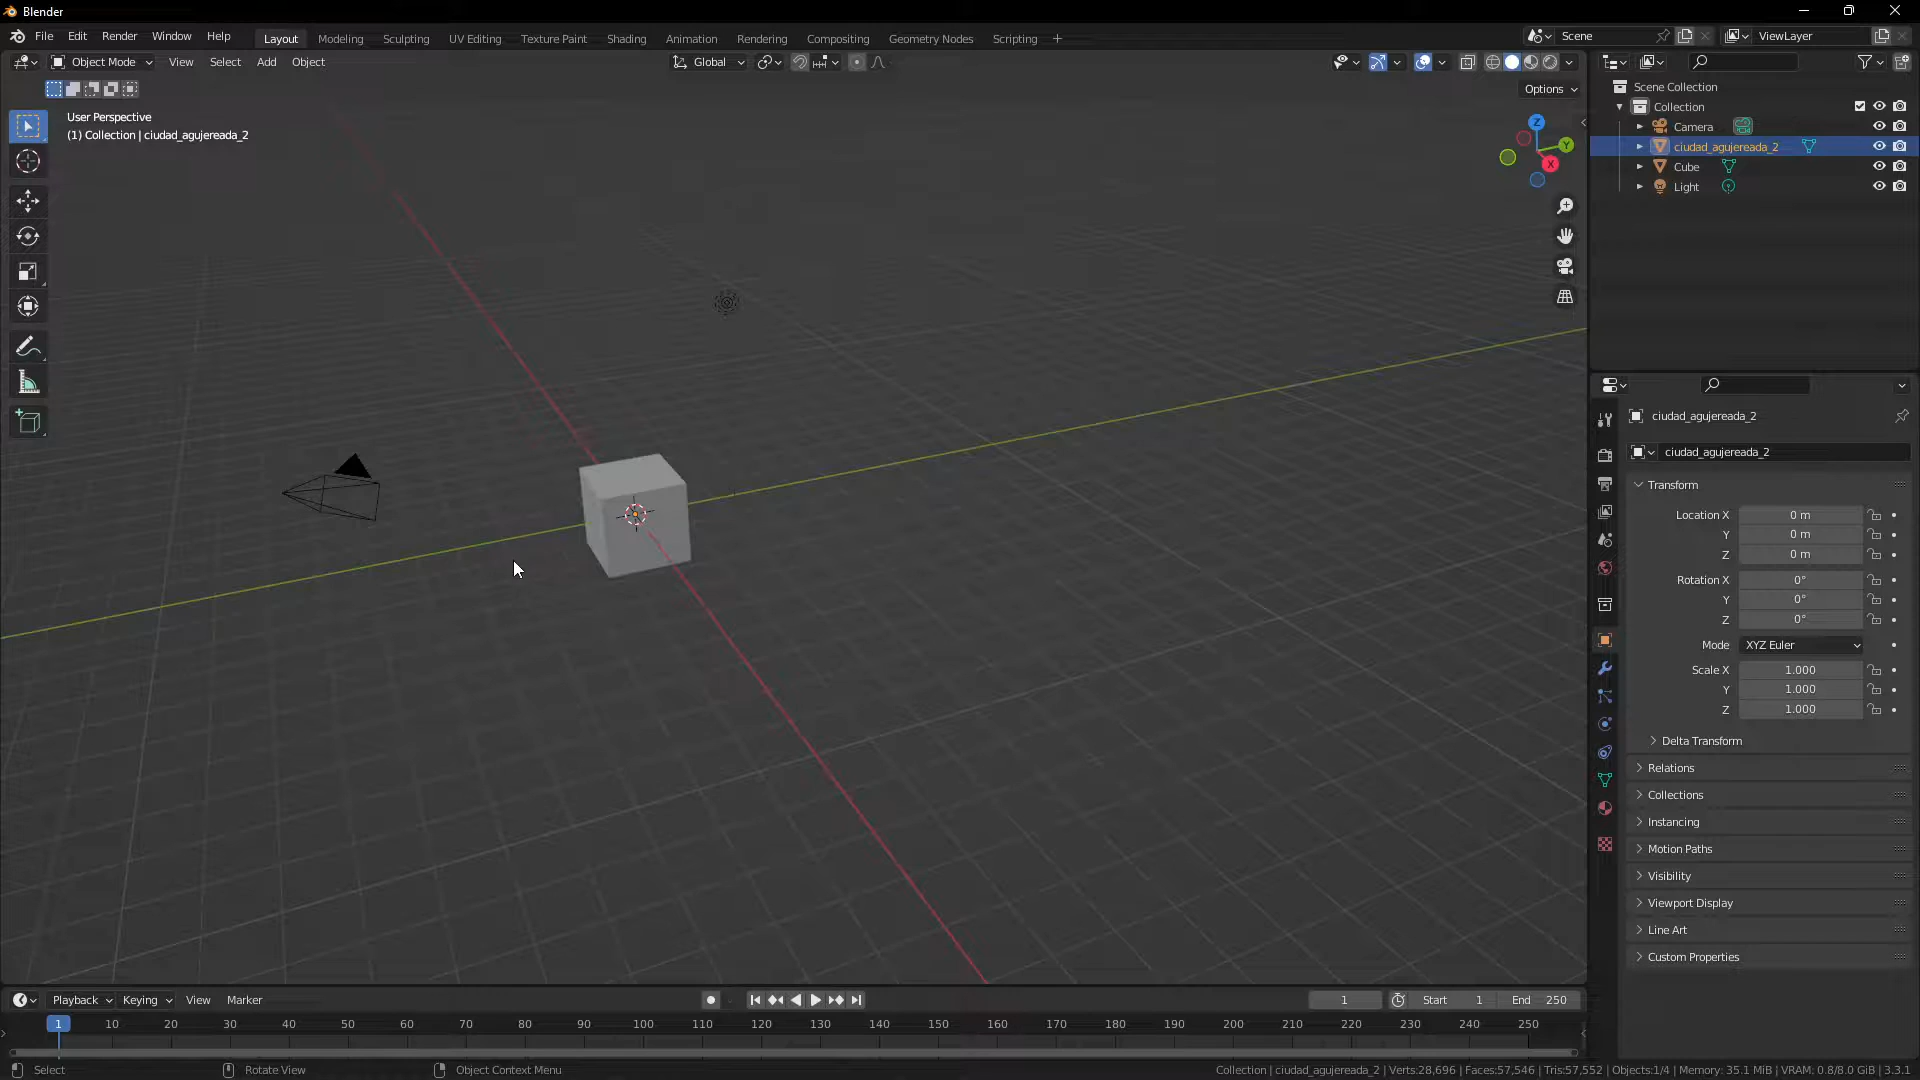 Blender
File Edit Render Window Help Layout Modeling Sculpting UV Editing Texture Paint Shading Animation Rendering Compositing Geometry Nodes Scripting + Scene ViewLayer
Object Mode View Select Add Object Global
Options
User Perspective
(1) Collection | ciudad_agujereada_2
Z
Y
X
Scene Collection
Collection
Camera
ciudad_agujereada_2
Cube
Light
ciudad_agujereada_2
ciudad_agujereada_2
Transform
Location X 0 m
Y 0 m
Z 0 m
Rotation X 0°
Y 0°
Z 0°
Mode XYZ Euler
Scale X 1.000
Y 1.000
Z 1.000
Delta Transform
Relations
Collections
Instancing
Motion Paths
Visibility
Viewport Display
Line Art
Custom Properties
Playback Keying View Marker 1 Start 1 End 250
1 10 20 30 40 50 60 70 80 90 100 110 120 130 140 150 160 170 180 190 200 210 220 230 240 250
Select Rotate View Object Context Menu Collection | ciudad_agujereada_2 | Verts:28,696 | Faces:57,546 | Tris:57,552 | Objects:1/4 | Memory: 35.1 MiB | VRAM: 0.8/8.0 GiB | 3.3.1